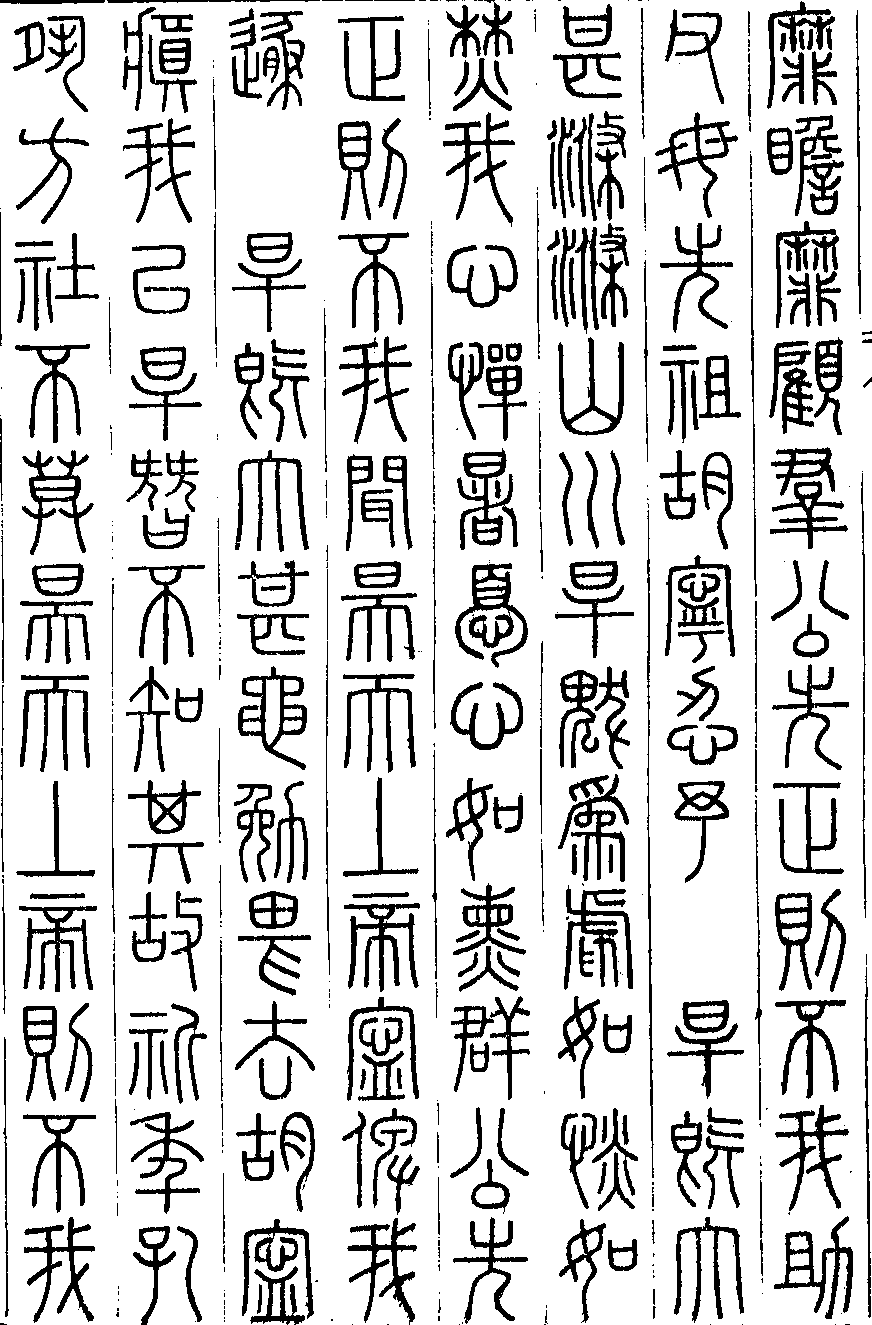 靡瞻靡顧羣公先正則不我助
父母先祖胡寧忍予 旱既大
甚滌滌山川旱魃爲虐如惔如
焚我心憚暑憂心如熏群公先
正則不我聞昊天上帝寧俾我
遯 旱既大甚黽勉畏去胡寧
瘨我以旱憯不知其故祈年孔
夙方社不莫昊天上帝則不我